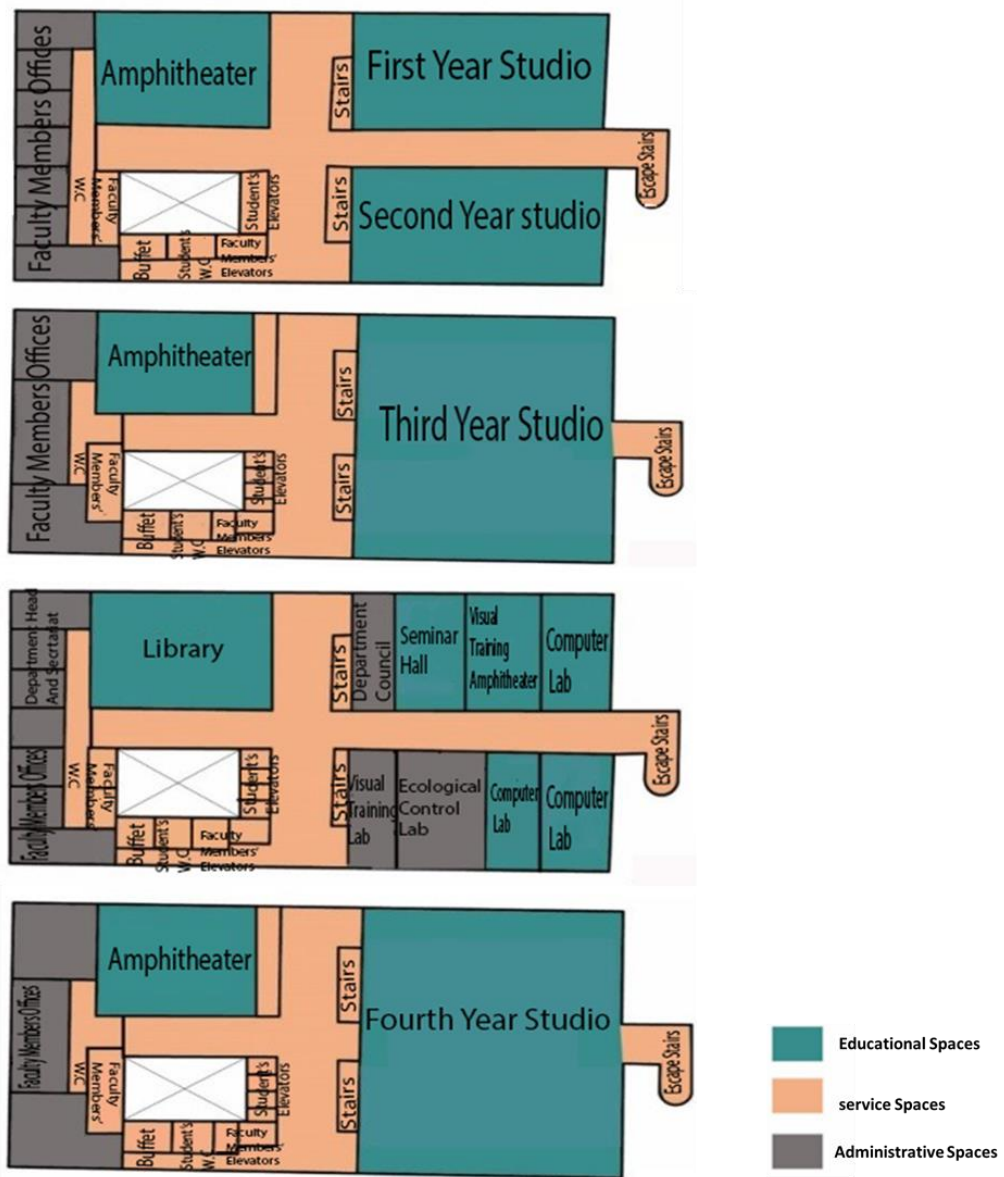 Faculty Members Offices
Amphitheater
Stairs
First Year Studio
Escape Stairs
Faculty
Members'
W.C
Student's
Elevators
Stairs
Second Year studio
Buffet
Student's
W.C
Faculty
Members'
Elevators
Faculty Members Offices
Amphitheater
Stairs
Third Year Studio
Escape Stairs
Faculty
Members'
W.C
Student's
Elevators
Stairs
Buffet
Student's
W.C
Faculty
Members'
Elevators
Department Head
And Secrtariat
Library
Stairs
Department
Council
Seminar
Hall
Visual
Training
Amphitheater
Computer
Lab
Escape Stairs
Faculty Members Offices
Faculty
Members'
W.C
Student's
Elevators
Stairs
Visual
Training
Lab
Ecological
Control
Lab
Computer
Lab
Computer
Lab
Buffet
Student's
W.C
Faculty
Members'
Elevators
Amphitheater
Stairs
Fourth Year Studio
Escape Stairs
Faculty Members Offices
Faculty
Members'
W.C
Student's
Elevators
Stairs
Buffet
Student's
W.C
Faculty
Members'
Elevators
Educational Spaces
service Spaces
Administrative Spaces